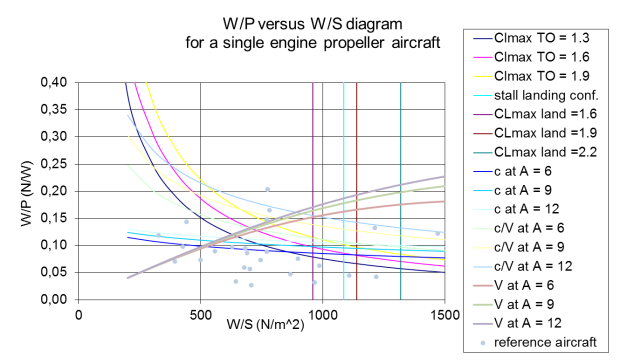 W/P versus W/S diagram
for a single engine propeller aircraft
W/P (N/W)
0,40
0,35
0,30
0,25
0,20
0,15
0,10
0,05
0,00
0
500
1000
1500
W/S (N/m^2)
Clmax TO = 1.3
Clmax TO = 1.6
Clmax TO = 1.9
stall landing conf.
CLmax land =1.6
CLmax land =1.9
CLmax land =2.2
c at A = 6
c at A = 9
c at A = 12
c/V at A = 6
c/V at A = 9
c/V at A = 12
V at A = 6
V at A = 9
V at A = 12
reference aircraft